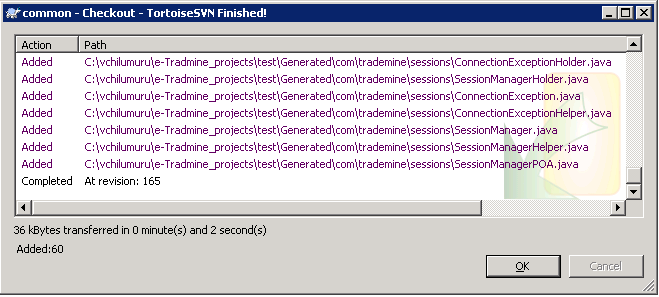 common - Checkout - TortoiseSVN Finished!
Action Path
Added C:\vchilumuru\e-Tradmine_projects\test\Generated\com\trademine\sessions\ConnectionExceptionHolder.java
Added C:\vchilumuru\e-Tradmine_projects\test\Generated\com\trademine\sessions\SessionManagerHolder.java
Added C:\vchilumuru\e-Tradmine_projects\test\Generated\com\trademine\sessions\ConnectionException.java
Added C:\vchilumuru\e-Tradmine_projects\test\Generated\com\trademine\sessions\ConnectionExceptionHelper.java
Added C:\vchilumuru\e-Tradmine_projects\test\Generated\com\trademine\sessions\SessionManager.java
Added C:\vchilumuru\e-Tradmine_projects\test\Generated\com\trademine\sessions\SessionManagerHelper.java
Added C:\vchilumuru\e-Tradmine_projects\test\Generated\com\trademine\sessions\SessionManagerPOA.java
Completed At revision: 165
36 kBytes transferred in 0 minute(s) and 2 second(s)
Added:60
OK Cancel